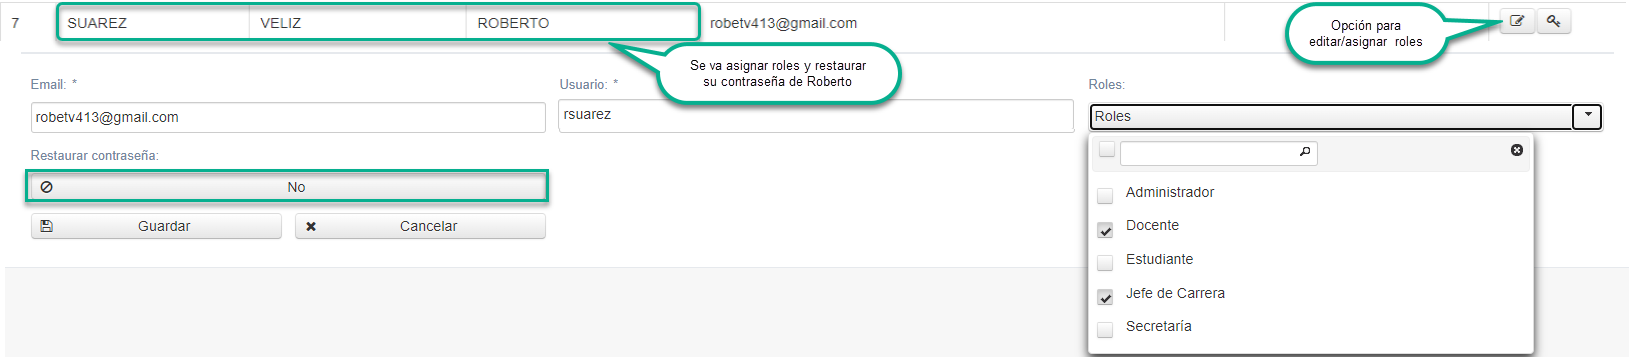 7 SUAREZ VELIZ ROBERTO robetv413@gmail.com
Opción para
editar/asignar roles
Se va asignar roles y restaurar
su contraseña de Roberto
Email: * Usuario: * Roles:
robetv413@gmail.com rsuarez Roles
Restaurar contraseña:
No
Guardar Cancelar
Administrador
Docente
Estudiante
Jefe de Carrera
Secretaría